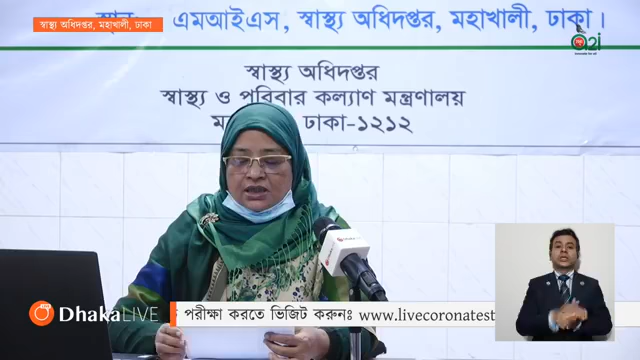 স্বাস্থ্য অধিদপ্তর, মহাখালী, ঢাকা
এমআইএস, স্বাস্থ্য অধিদপ্তর, মহাখালী, ঢাকা।
a2i
স্বাস্থ্য অধিদপ্তর
স্বাস্থ্য ও পরিবার কল্যাণ মন্ত্রণালয়
ঢাকা-১২১২
DhakaLIVE
পরীক্ষা করতে ভিজিট করুনঃ www.livecoronatest